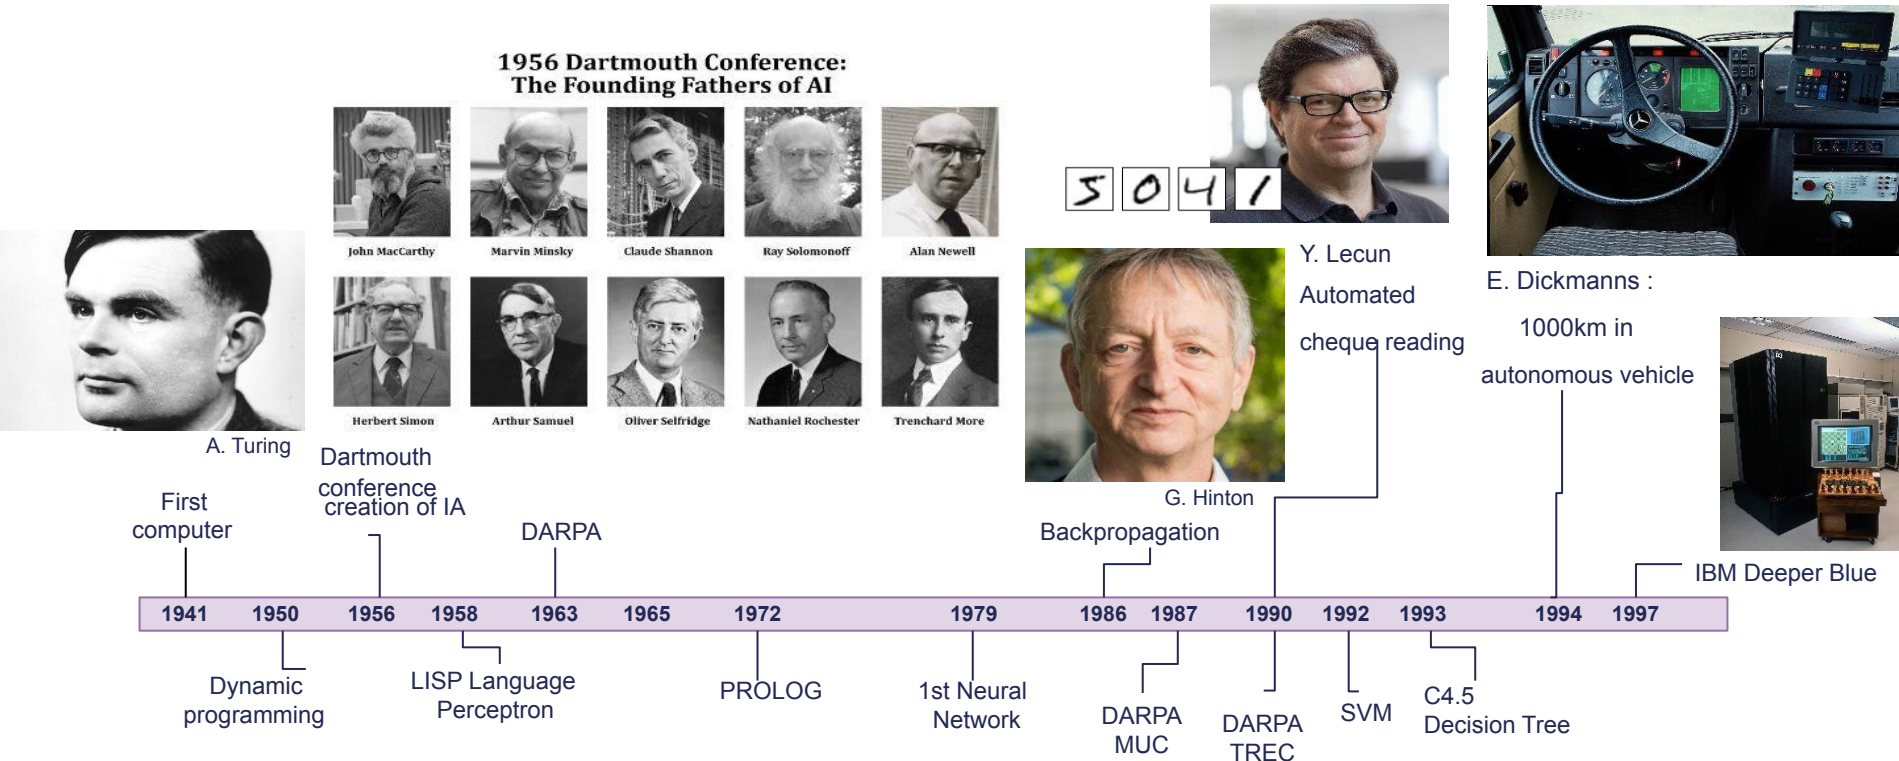 1956 Dartmouth Conference:
The Founding Fathers of AI
John MacCarthy
Marvin Minsky
Claude Shannon
Ray Solomonoff
Alan Newell
Herbert Simon
Arthur Samuel
Oliver Selfridge
Nathaniel Rochester
Trenchard More
5 0 4 1
Y. Lecun
Automated
cheque reading
E. Dickmanns :
1000km in
autonomous vehicle
A. Turing
G. Hinton
First
computer
Dartmouth
conference
creation of IA
DARPA
Backpropagation
IBM Deeper Blue
1941 1950 1956 1958 1963 1965 1972 1979 1986 1987 1990 1992 1993 1994 1997
Dynamic
programming
LISP Language
Perceptron
PROLOG
1st Neural
Network
DARPA
MUC
DARPA
TREC
SVM
C4.5
Decision Tree